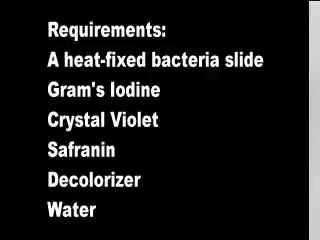 Requirements:
A heat-fixed bacteria slide
Gram's Iodine
Crystal Violet
Safranin
Decolorizer
Water